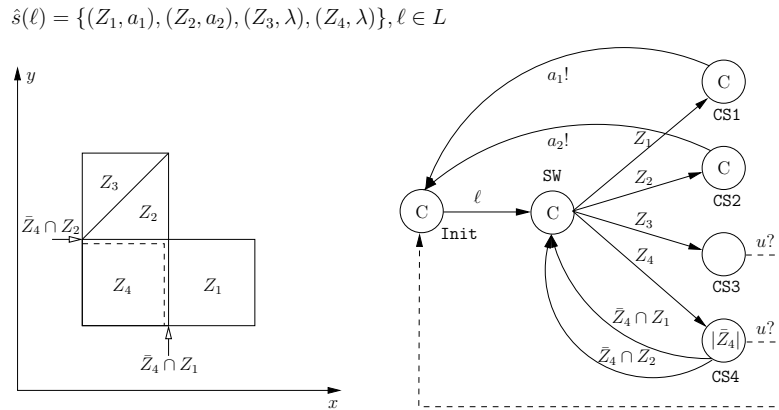 ŝ(ℓ) = {(Z₁, a₁), (Z₂, a₂), (Z₃, λ), (Z₄, λ)}, ℓ ∈ L
y
Z₃
Z₂
Z̄₄ ∩ Z₂
Z₄
Z₁
Z̄₄ ∩ Z₁
x
a₁!
C
CS1
Z₁
a₂!
C
CS2
SW
Z₂
C
Init
ℓ
C
Z₃
CS3
u?
Z₄
Z̄₄ ∩ Z₁
|Z̄₄|
u?
Z̄₄ ∩ Z₂
CS4